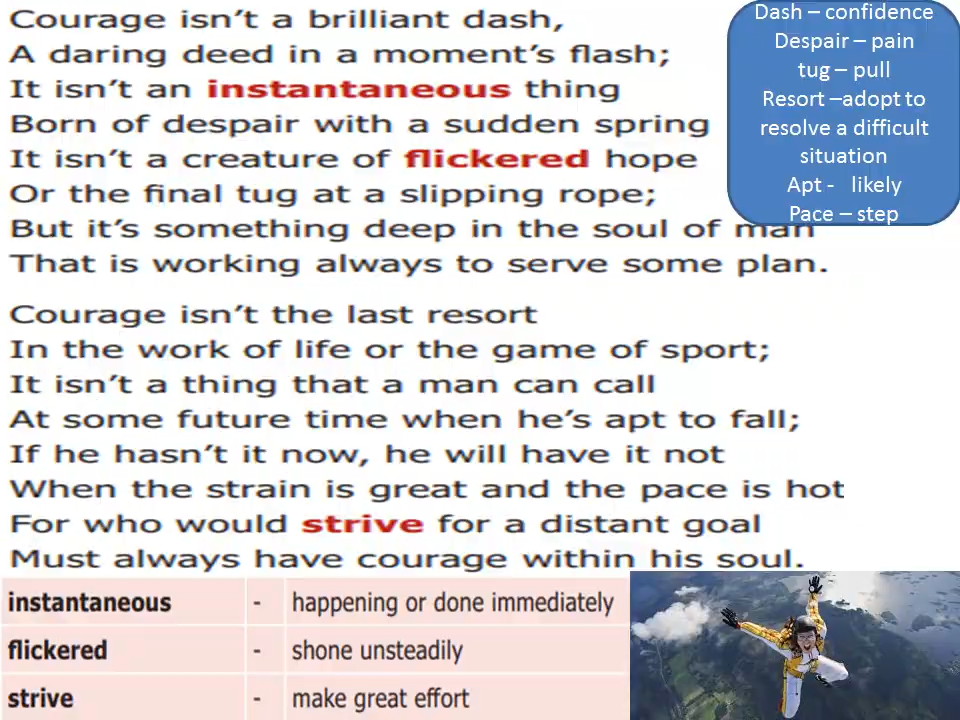 Courage isn't a brilliant dash,
A daring deed in a moment's flash;
It isn't an instantaneous thing
Born of despair with a sudden spring
It isn't a creature of flickered hope
Or the final tug at a slipping rope;
But it's something deep in the soul of man
That is working always to serve some plan.
Courage isn't the last resort
In the work of life or the game of sport;
It isn't a thing that a man can call
At some future time when he's apt to fall;
If he hasn't it now, he will have it not
When the strain is great and the pace is hot
For who would strive for a distant goal
Must always have courage within his soul.
Dash – confidence
Despair – pain
tug – pull
Resort –adopt to
resolve a difficult
situation
Apt - likely
Pace – step
instantaneous - happening or done immediately
flickered - shone unsteadily
strive - make great effort